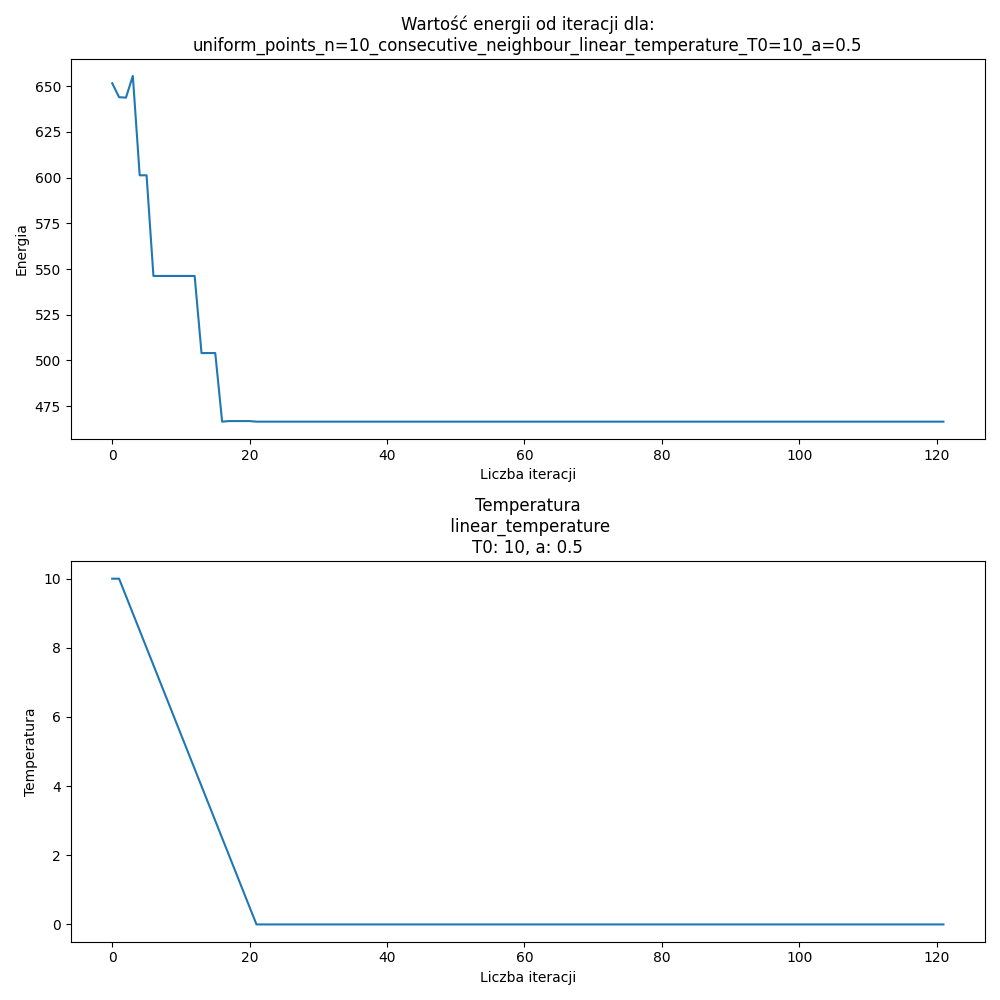 Wartość energii od iteracji dla:
uniform_points_n=10_consecutive_neighbour_linear_temperature_T0=10_a=0.5
650
625
600
575
550
525
500
475
Energia
0 20 40 60 80 100 120
Liczba iteracji
Temperatura
linear_temperature
T0: 10, a: 0.5
10
8
6
4
2
0
Temperatura
0 20 40 60 80 100 120
Liczba iteracji